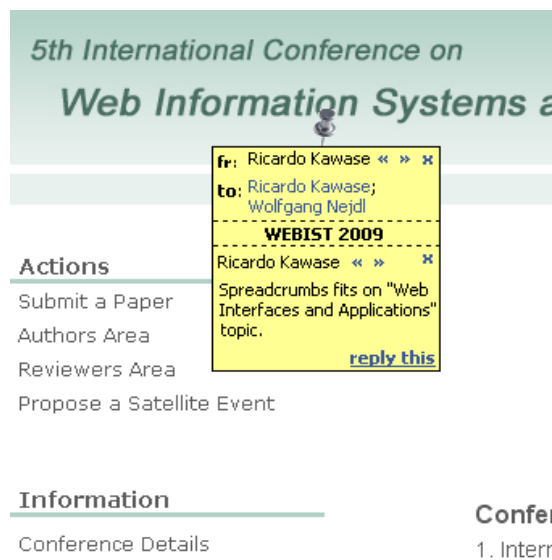 5th International Conference on
Web Information Systems
fr: Ricardo Kawase « » x
to: Ricardo Kawase;
Wolfgang Nejdl
WEBIST 2009
Ricardo Kawase « » x
Spreadcrumbs fits on "Web
Interfaces and Applications"
topic.
reply this
Actions
Submit a Paper
Authors Area
Reviewers Area
Propose a Satellite Event
Information
Conference Details
Confer
1. Interr